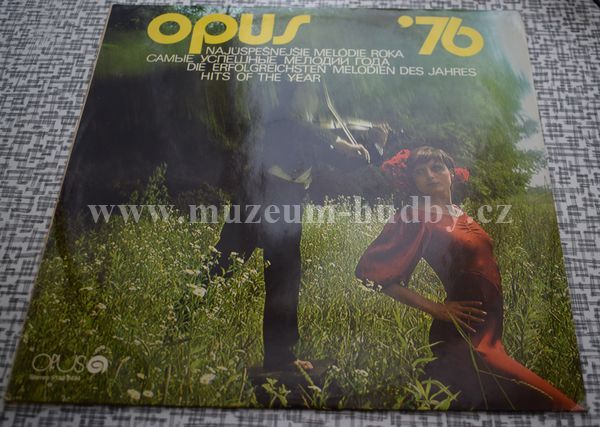 opus '76
NAJÚSPEŠNEJŠIE MELÓDIE ROKA
САМЫЕ УСПЕШНЫЕ МЕЛОДИИ ГОДА
DIE ERFOLGREICHSTEN MELODIEN DES JAHRES
HITS OF THE YEAR
www.muzeum-hudby.cz
OPUS